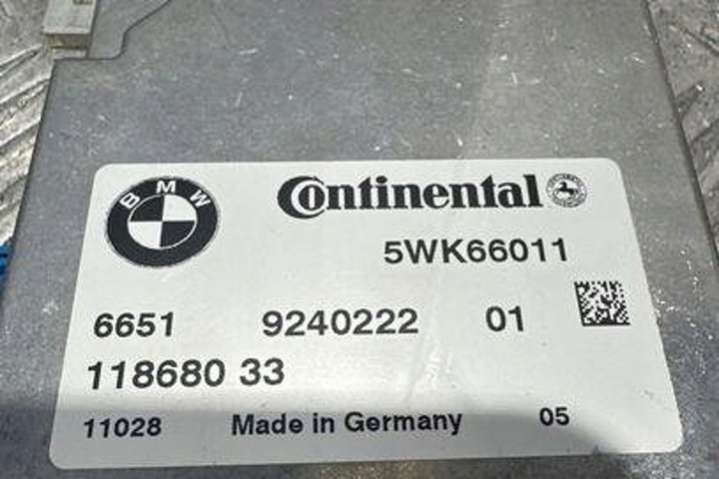 BMW
Continental
5WK66011
6651 9240222 01
118680 33
11028 Made in Germany 05